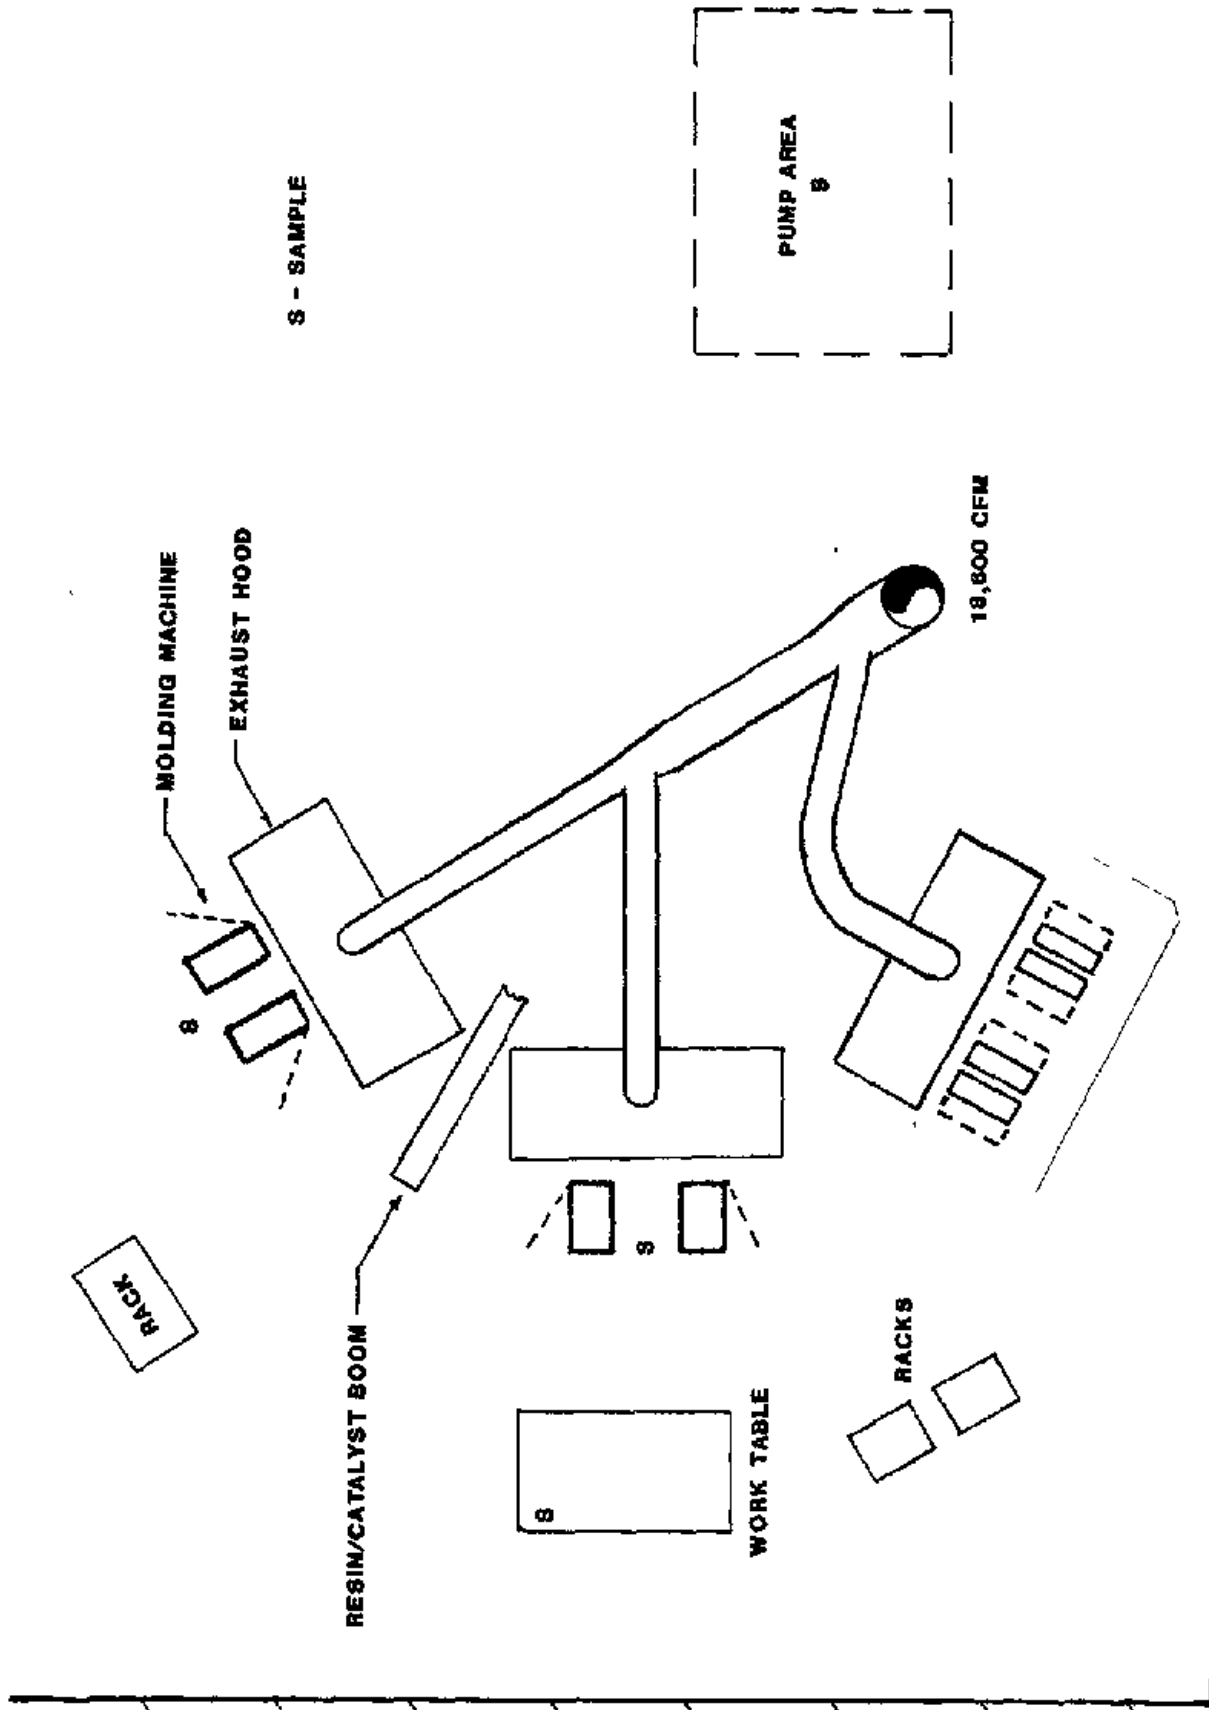 MOLDING MACHINE
EXHAUST HOOD
S - SAMPLE
PUMP AREA
S
S
RACK
RESIN/CATALYST BOOM
S
S
WORK TABLE
RACKS
18,600 CFM